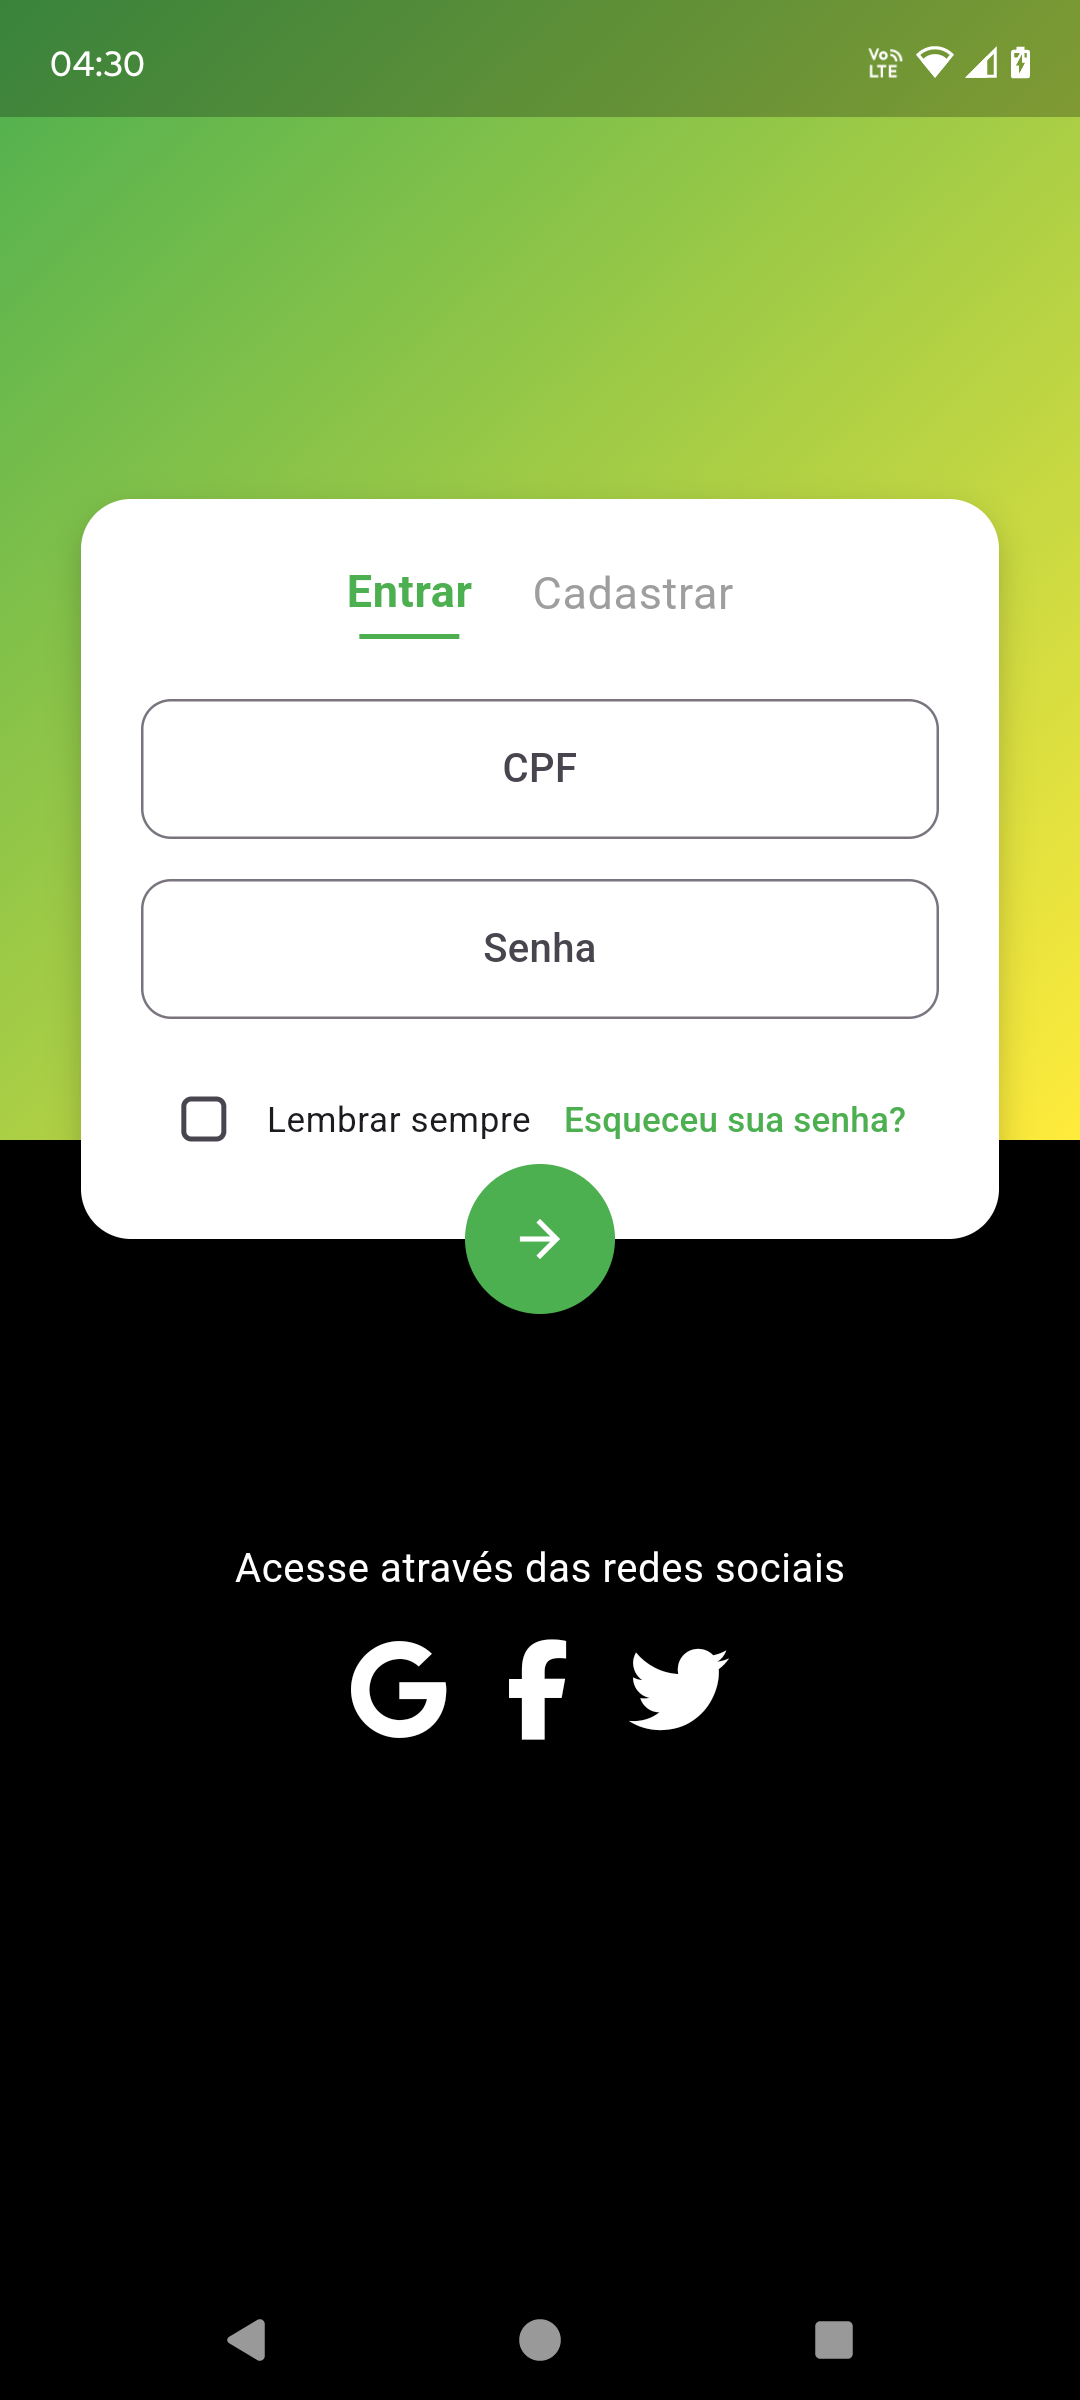 04:30
Vo LTE
Entrar Cadastrar
CPF
Senha
Lembrar sempre Esqueceu sua senha?
Acesse através das redes sociais